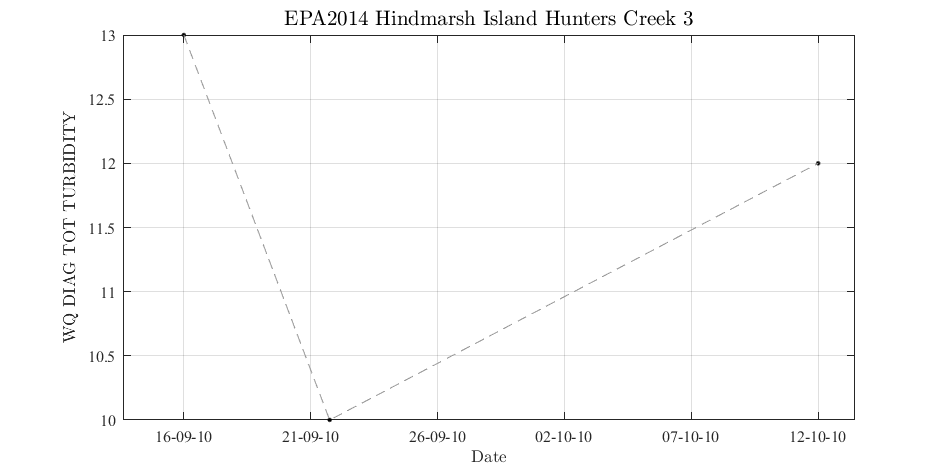 EPA2014 Hindmarsh Island Hunters Creek 3
WQ DIAG TOT TURBIDITY
13
12.5
12
11.5
11
10.5
10
16-09-10 21-09-10 26-09-10 02-10-10 07-10-10 12-10-10
Date